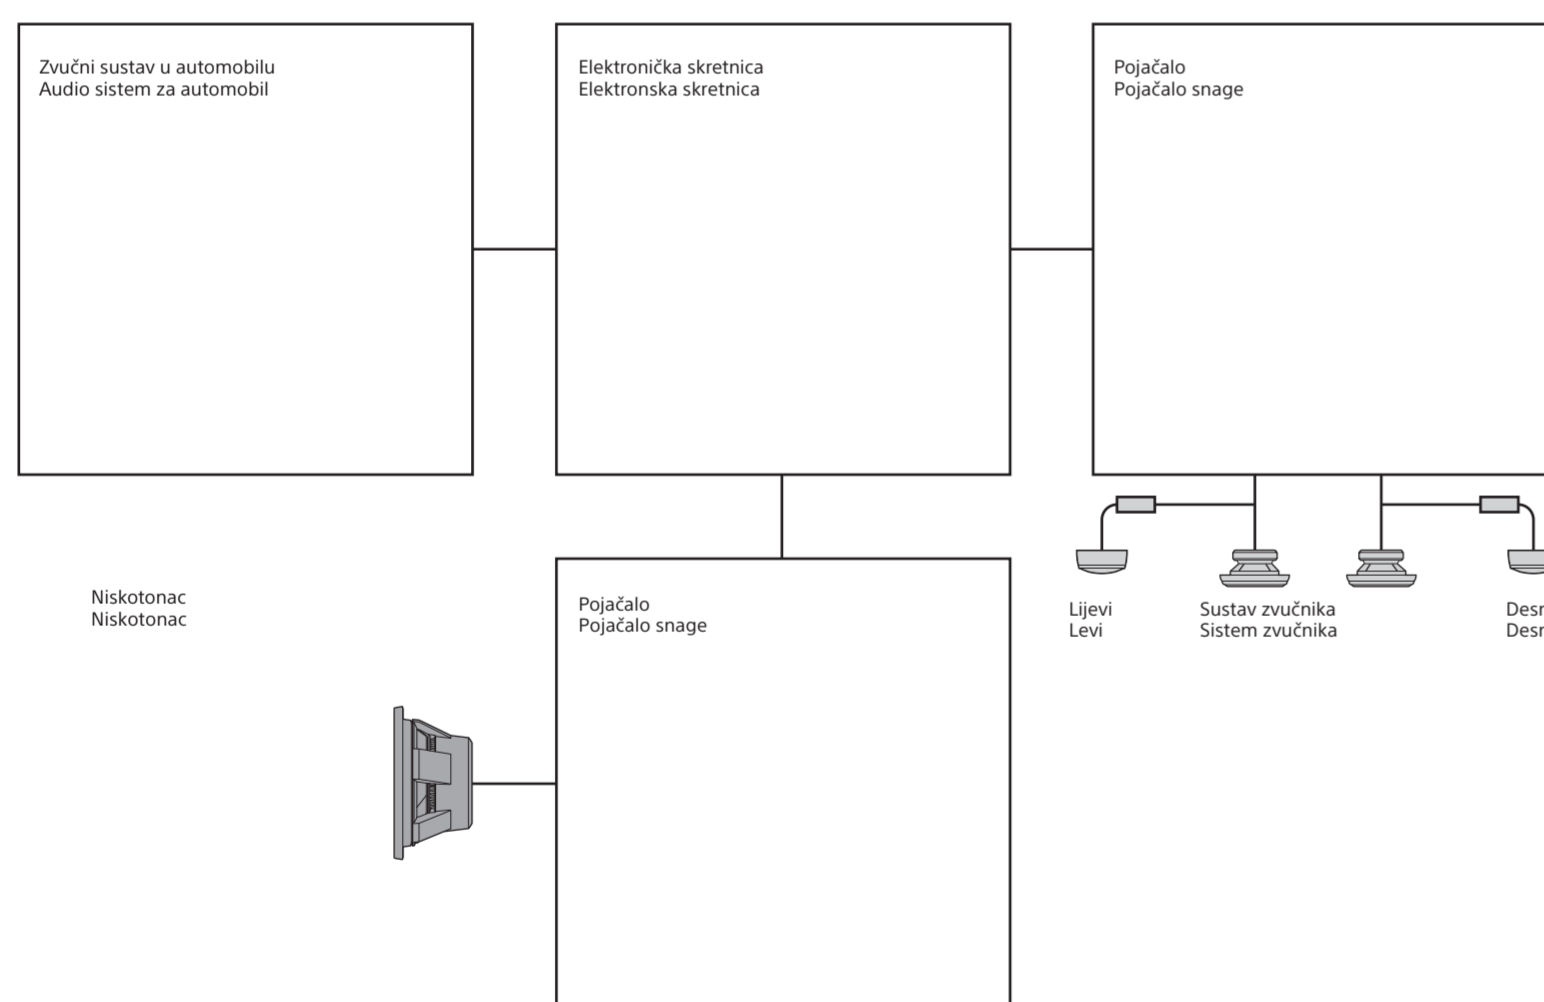 Zvučni sustav u automobilu
Audio sistem za automobil
Elektronička skretnica
Elektronska skretnica
Pojačalo
Pojačalo snage
Niskotonac
Niskotonac
Pojačalo
Pojačalo snage
Lijevi
Levi
Sustav zvučnika
Sistem zvučnika